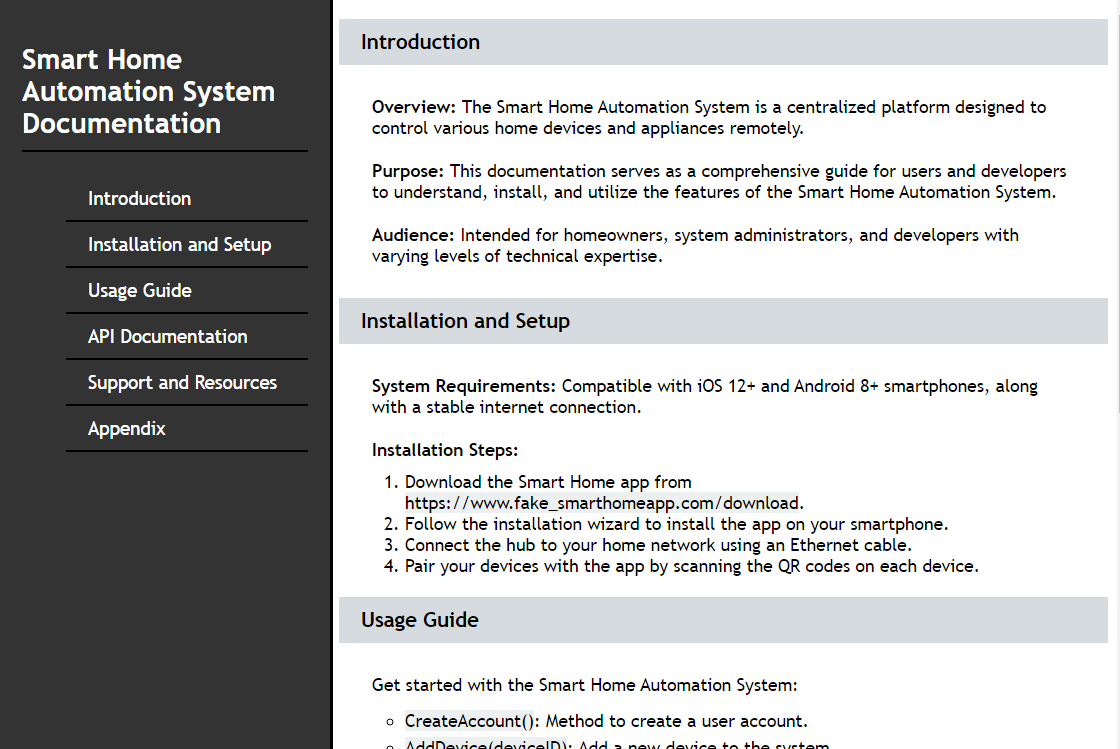 Smart Home
Automation System
Documentation
Introduction
Installation and Setup
Usage Guide
API Documentation
Support and Resources
Appendix
Introduction
Overview: The Smart Home Automation System is a centralized platform designed to
control various home devices and appliances remotely.
Purpose: This documentation serves as a comprehensive guide for users and developers
to understand, install, and utilize the features of the Smart Home Automation System.
Audience: Intended for homeowners, system administrators, and developers with
varying levels of technical expertise.
Installation and Setup
System Requirements: Compatible with iOS 12+ and Android 8+ smartphones, along
with a stable internet connection.
Installation Steps:
1. Download the Smart Home app from
https://www.fake_smarthomeapp.com/download.
2. Follow the installation wizard to install the app on your smartphone.
3. Connect the hub to your home network using an Ethernet cable.
4. Pair your devices with the app by scanning the QR codes on each device.
Usage Guide
Get started with the Smart Home Automation System:
CreateAccount(): Method to create a user account.
AddDevice(deviceID): Add a new device to the system.